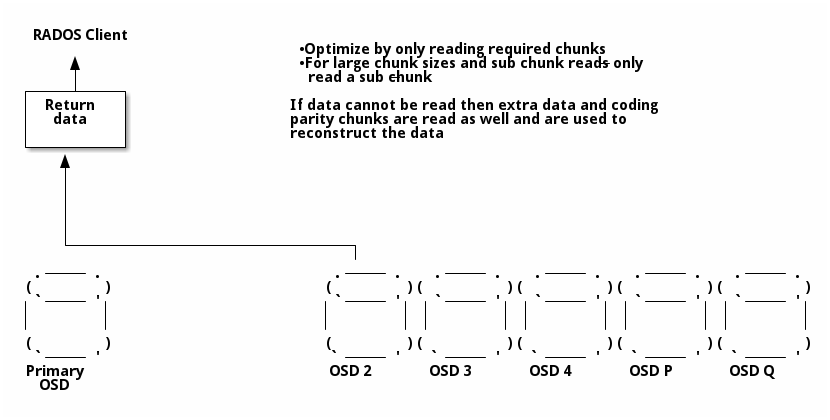 RADOS Client
•Optimize by only reading required chunks
•For large chunk sizes and sub chunk reads only
read a sub chunk
Return
data
If data cannot be read then extra data and coding
parity chunks are read as well and are used to
reconstruct the data
Primary
OSD
OSD 2
OSD 3
OSD 4
OSD P
OSD Q